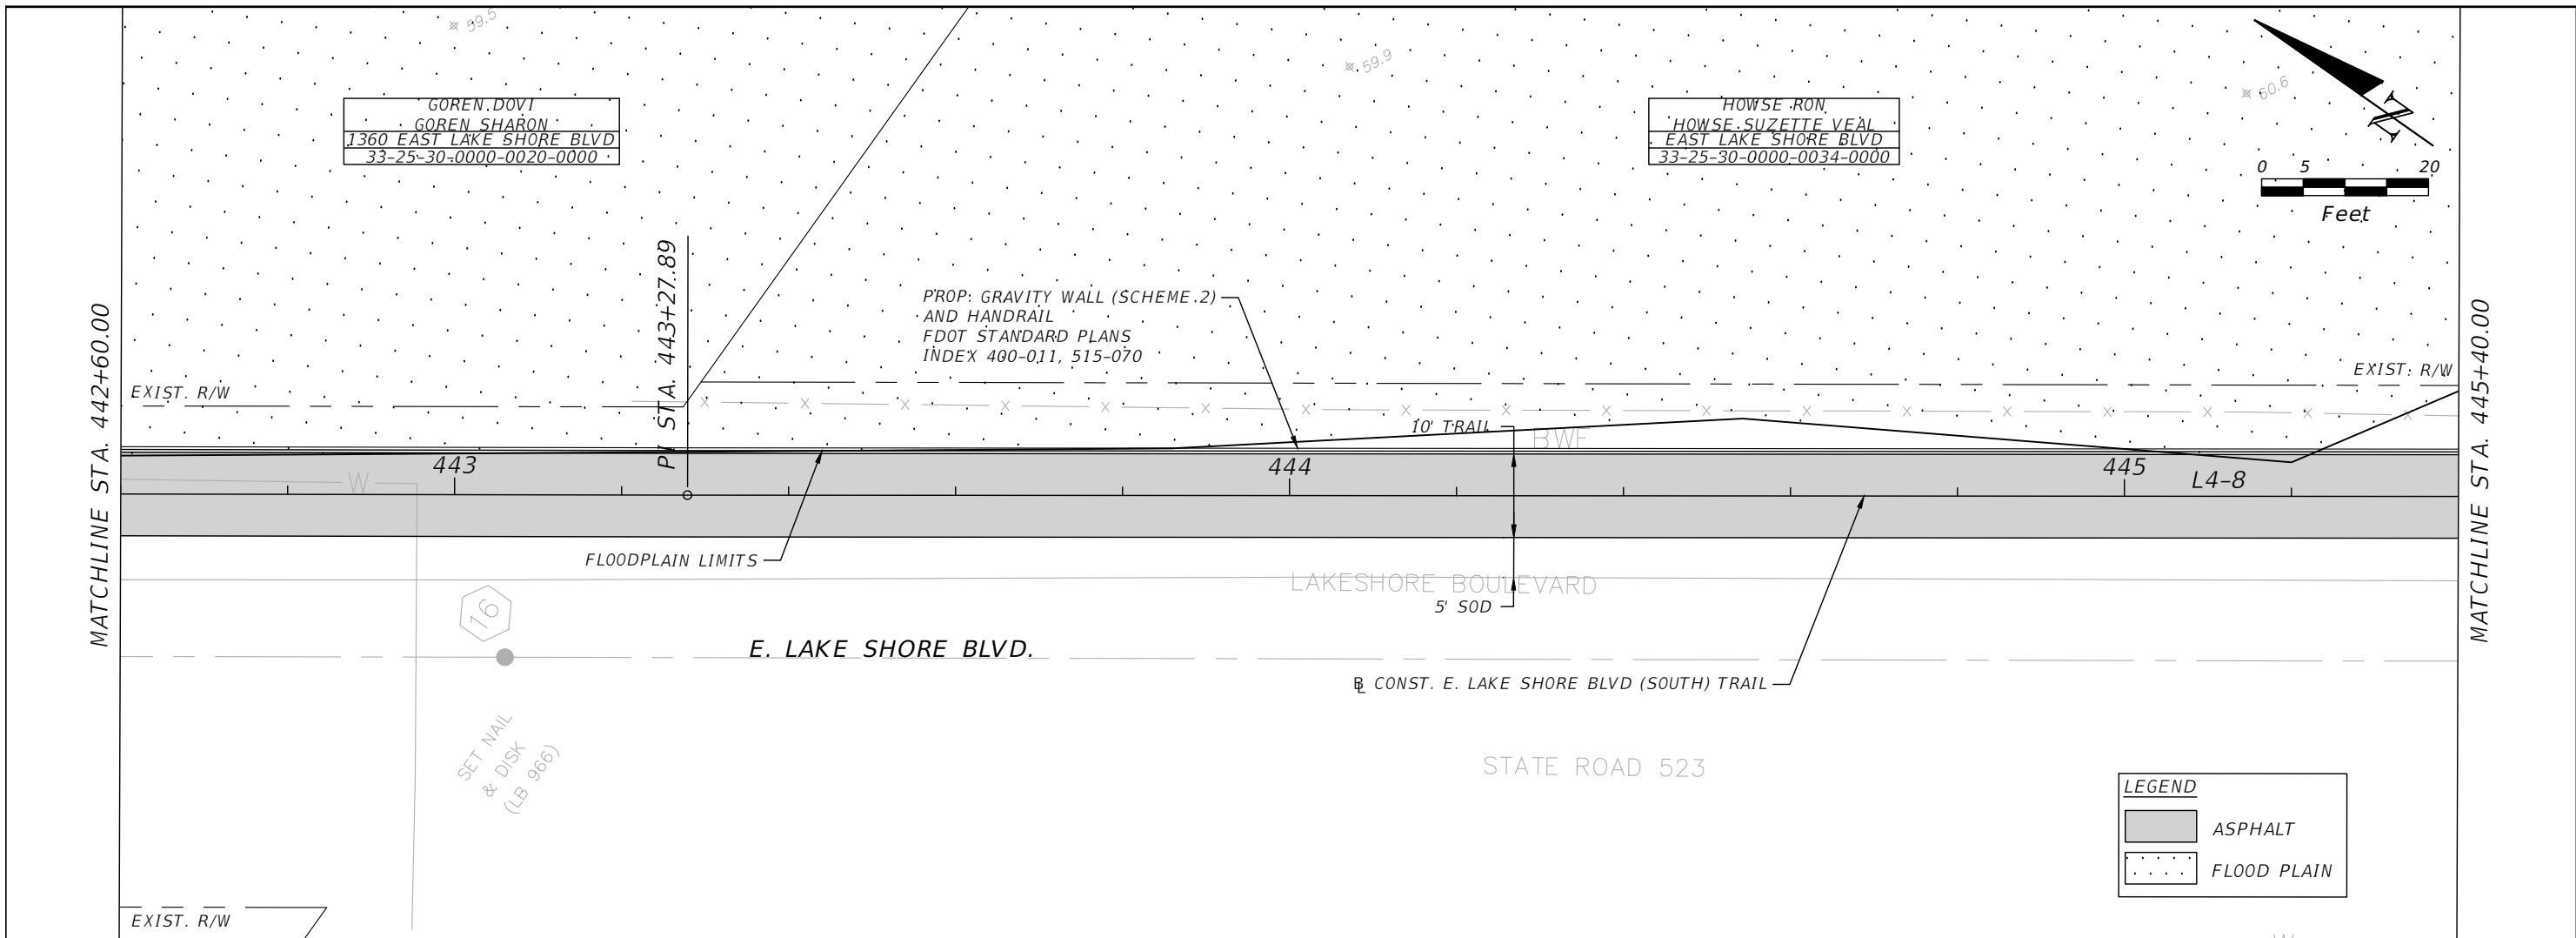 59.5
59.9
60.6
GOREN DOVI
GOREN SHARON
1360 EAST LAKE SHORE BLVD
33-25-30-0000-0020-0000
HOWSE RON
HOWSE SUZETTE VEAL
EAST LAKE SHORE BLVD
33-25-30-0000-0034-0000
N
0 5 20
Feet
MATCHLINE STA. 442+60.00
PI STA. 443+27.89
PROP. GRAVITY WALL (SCHEME 2)
AND HANDRAIL
FDOT STANDARD PLANS
INDEX 400-011, 515-070
EXIST. R/W
EXIST. R/W
MATCHLINE STA. 445+40.00
X X X X X X X X X X X X X X X X X X
10' TRAIL
BWF
443
444
445
L4-8
W
FLOODPLAIN LIMITS
LAKESHORE BOULEVARD
5' SOD
16
E. LAKE SHORE BLVD.
BL CONST. E. LAKE SHORE BLVD (SOUTH) TRAIL
SET NAIL
& DISK
(LB 966)
STATE ROAD 523
LEGEND
ASPHALT
FLOOD PLAIN
EXIST. R/W